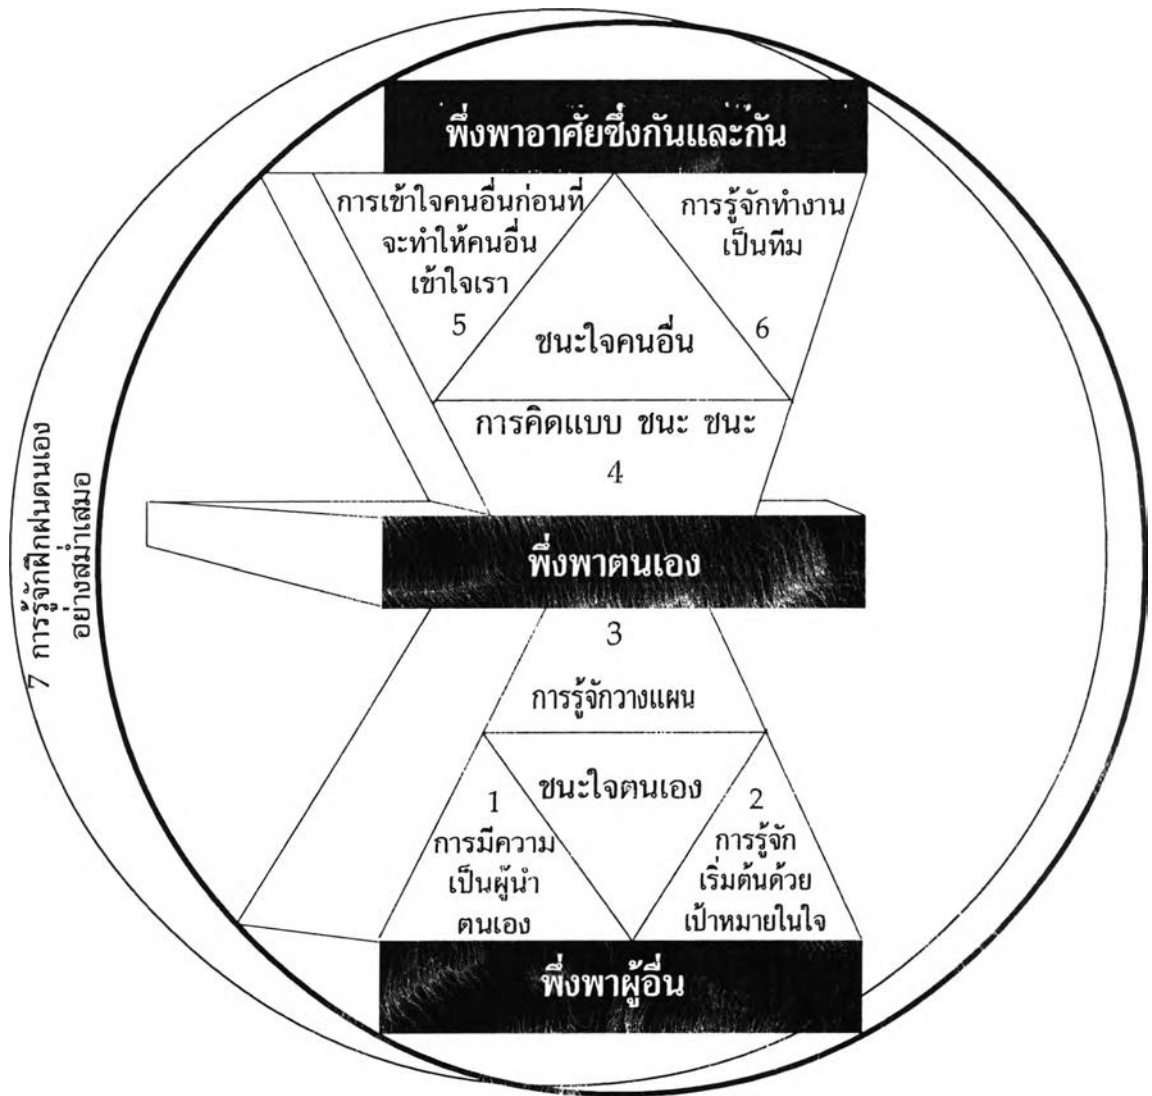 พึ่งพาอาศัยซึ่งกันและกัน
การเข้าใจคนอื่นก่อนที่
จะทำให้คนอื่น
เข้าใจเรา
5
การรู้จักทำงาน
เป็นทีม
6
ชนะใจคนอื่น
การคิดแบบ ชนะ ชนะ
4
พึ่งพาตนเอง
3
การรู้จักวางแผน
ชนะใจตนเอง
1
การมีความ
เป็นผู้นำ
ตนเอง
2
การรู้จัก
เริ่มต้นด้วย
เป้าหมายในใจ
พึ่งพาผู้อื่น
7 การรู้จักฝึกฝนตนเอง
อย่างสม่ำเสมอ